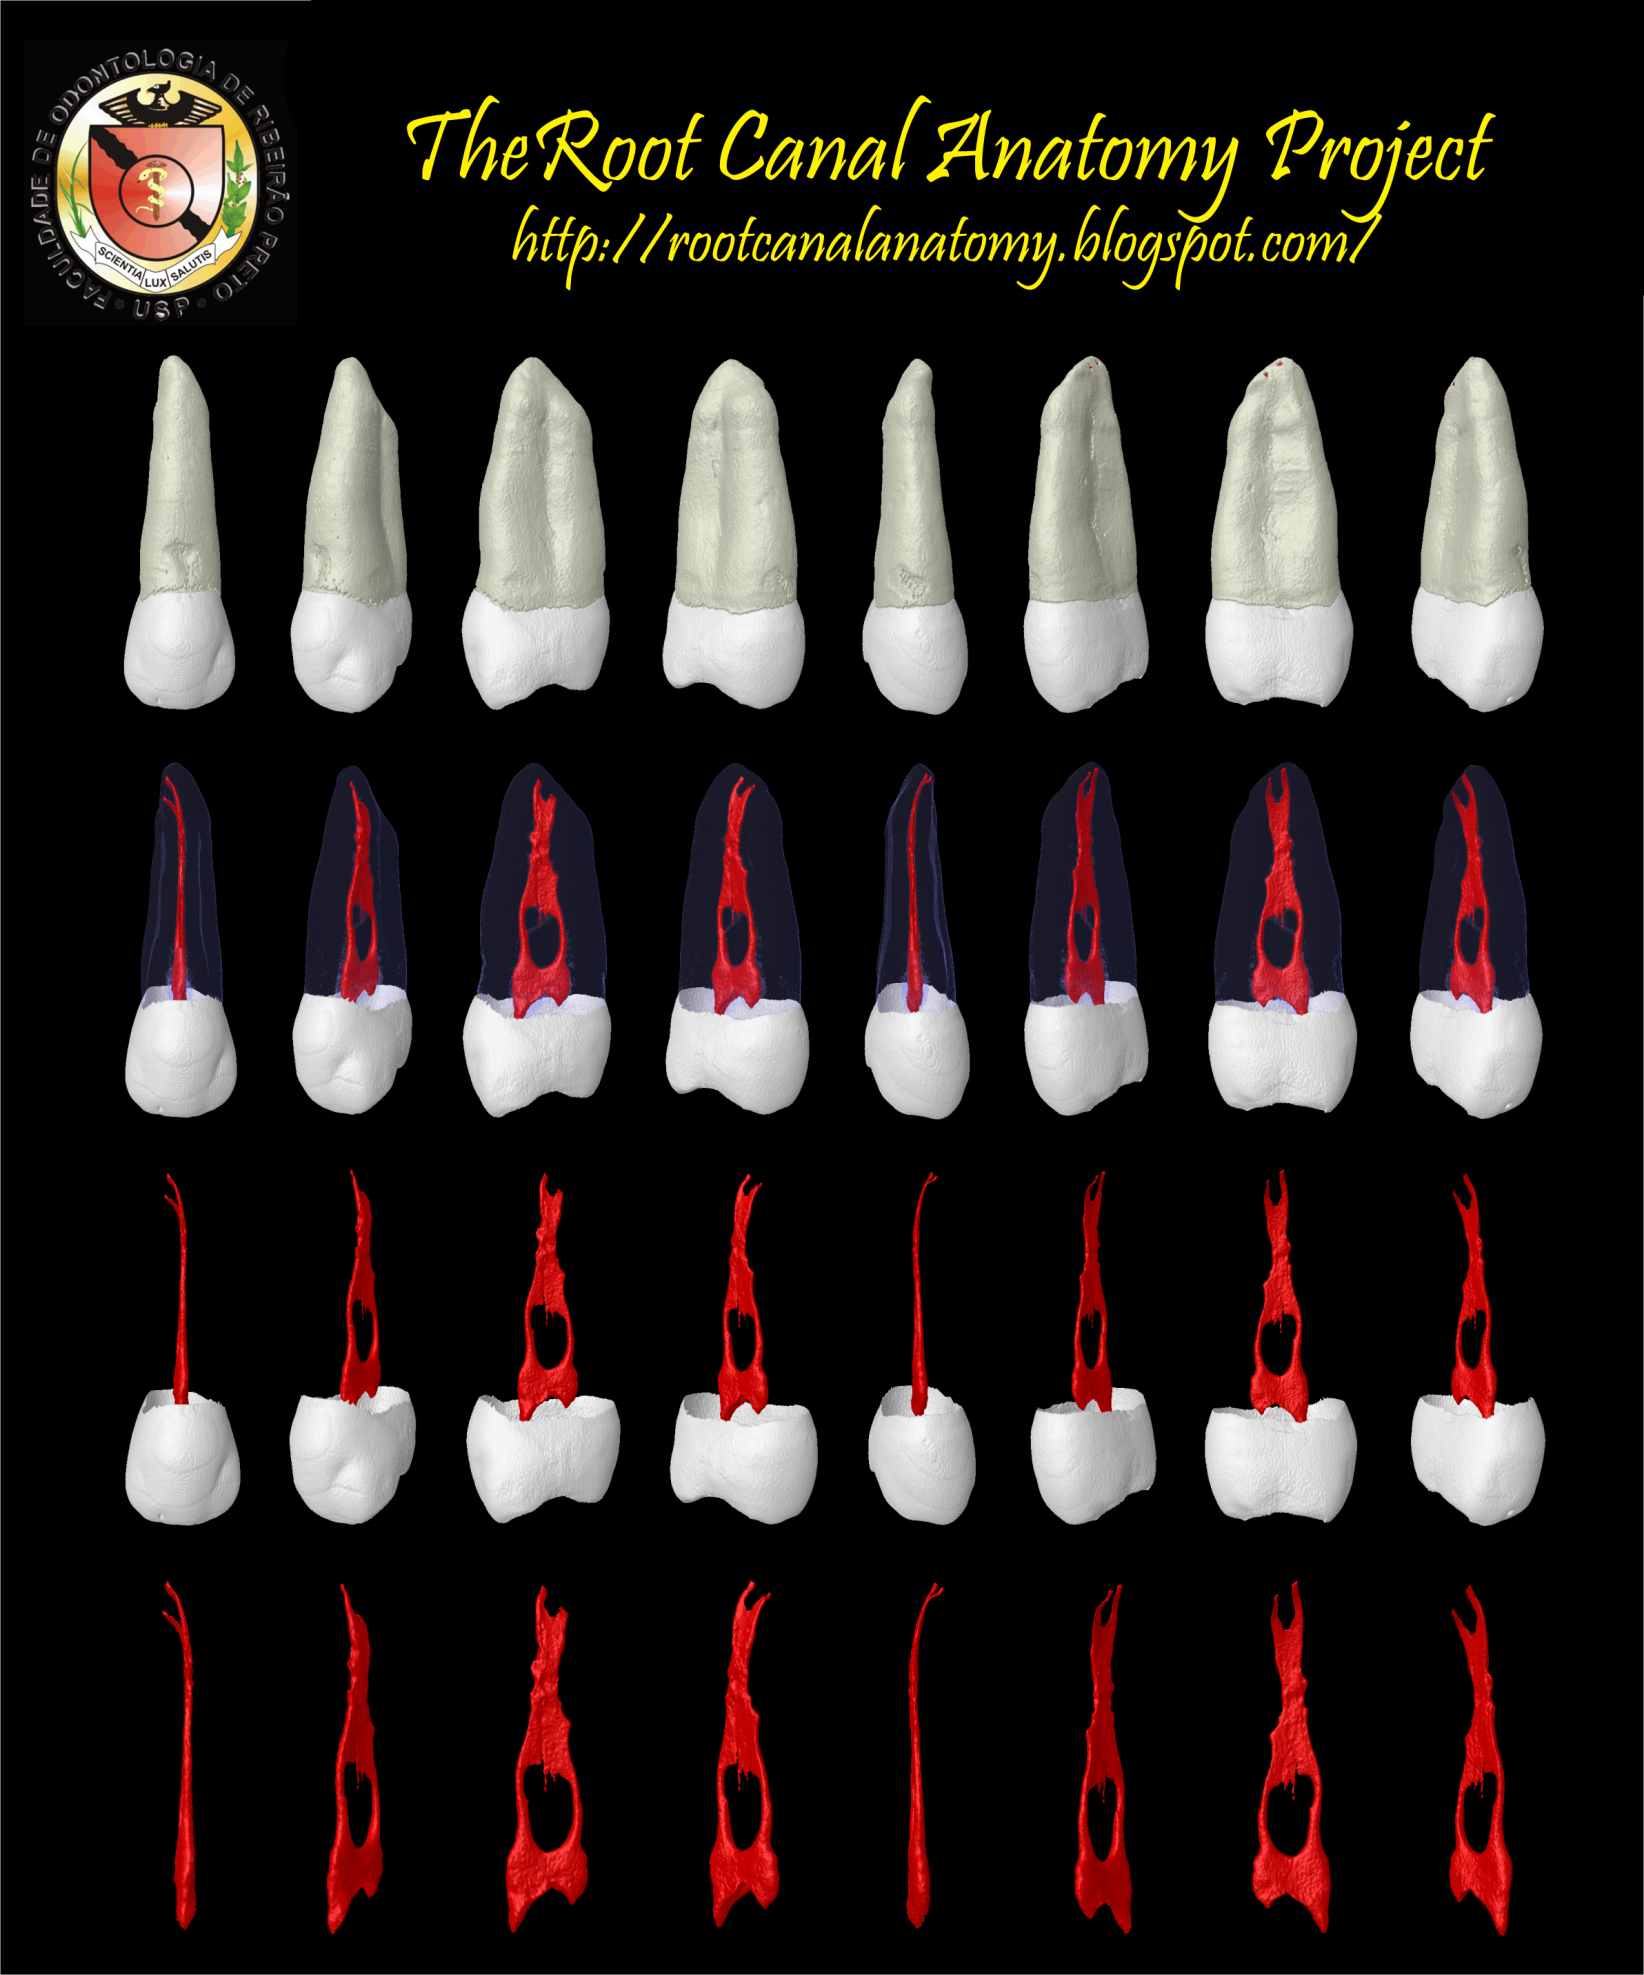 FACULDADE DE ODONTOLOGIA DE RIBEIRÃO PRETO
• USP •
SCIENTIA LUX SALUTIS
The Root Canal Anatomy Project
http://rootcanalanatomy.blogspot.com/